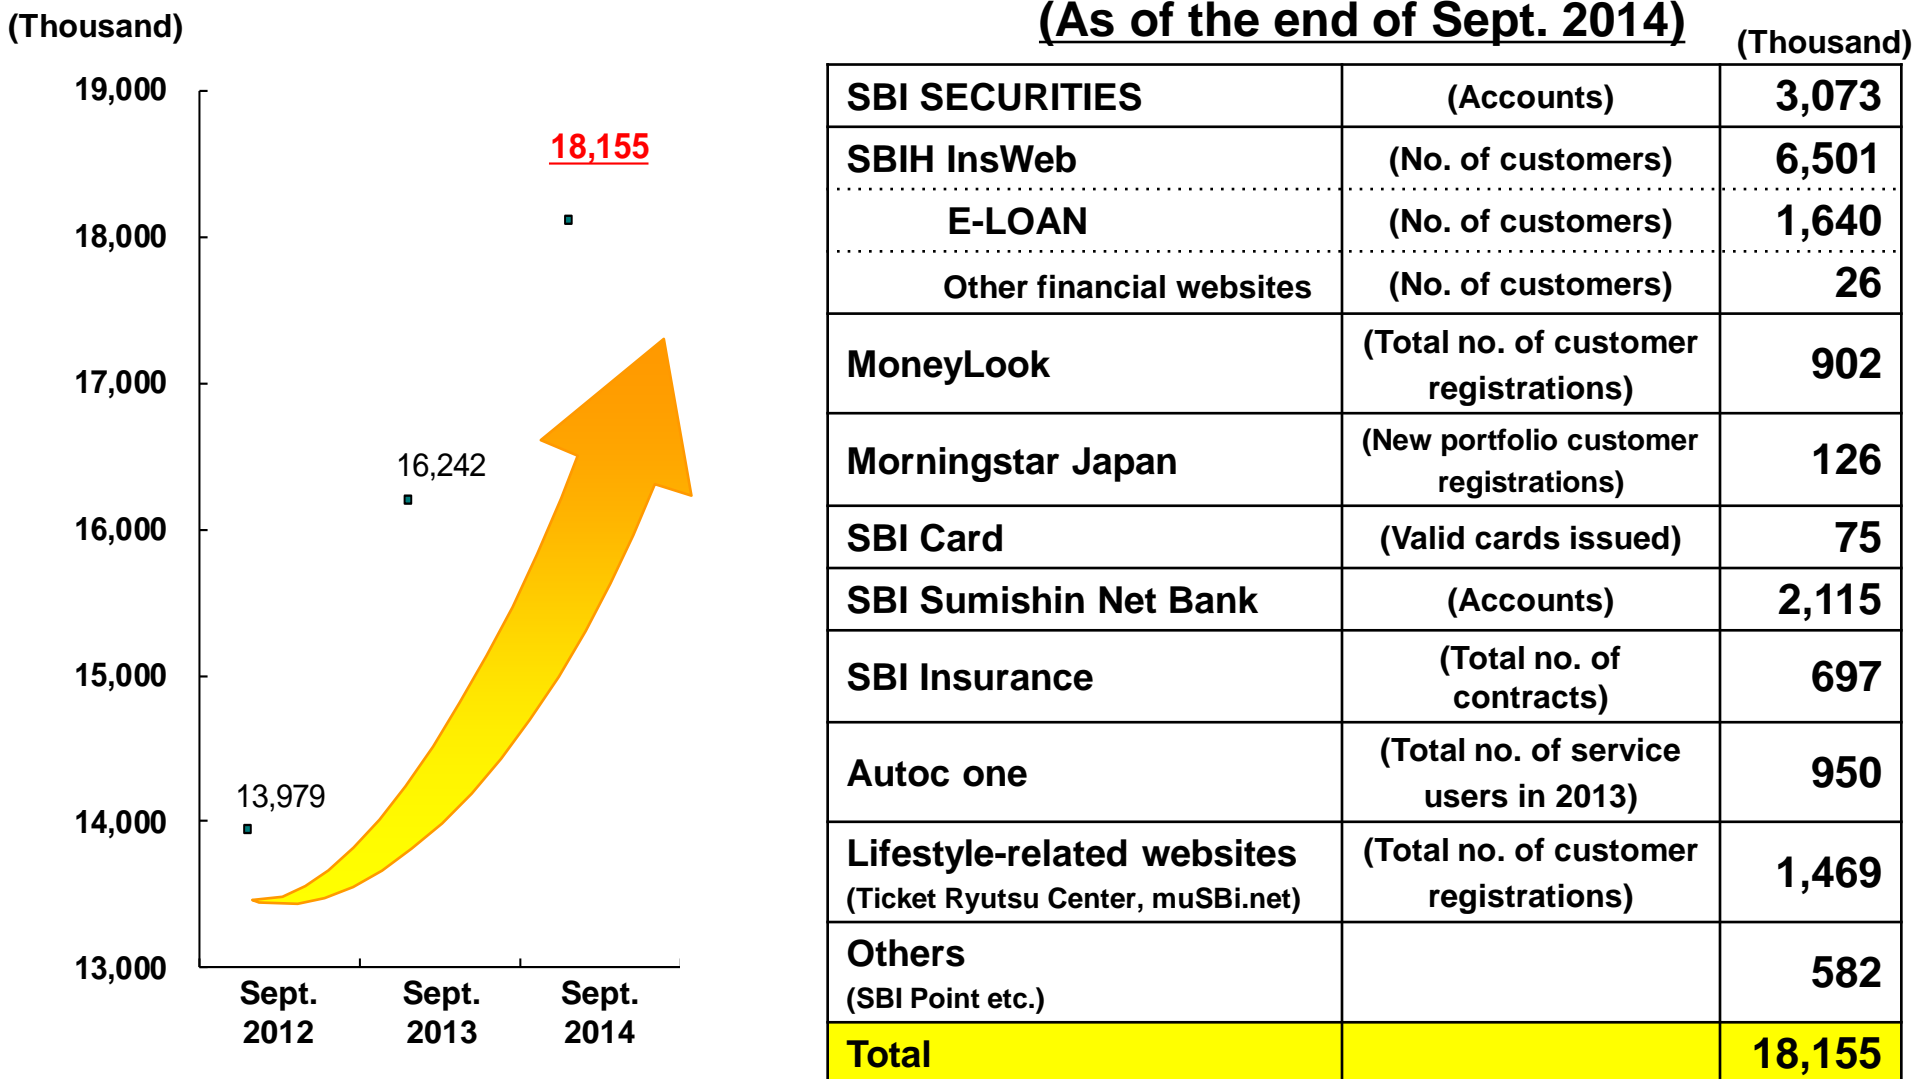 (Thousand)
19,000
18,000
17,000
16,000
15,000
14,000
13,000
18,155
16,242
13,979
Sept.
2012
Sept.
2013
Sept.
2014
(As of the end of Sept. 2014)
(Thousand)
SBI SECURITIES (Accounts) 3,073
SBIH InsWeb (No. of customers) 6,501
E-LOAN (No. of customers) 1,640
Other financial websites (No. of customers) 26
MoneyLook (Total no. of customer
registrations) 902
Morningstar Japan (New portfolio customer
registrations) 126
SBI Card (Valid cards issued) 75
SBI Sumishin Net Bank (Accounts) 2,115
SBI Insurance (Total no. of
contracts) 697
Autoc one (Total no. of service
users in 2013) 950
Lifestyle-related websites
(Ticket Ryutsu Center, muSBi.net)
(Total no. of customer
registrations) 1,469
Others
(SBI Point etc.) 582
Total 18,155